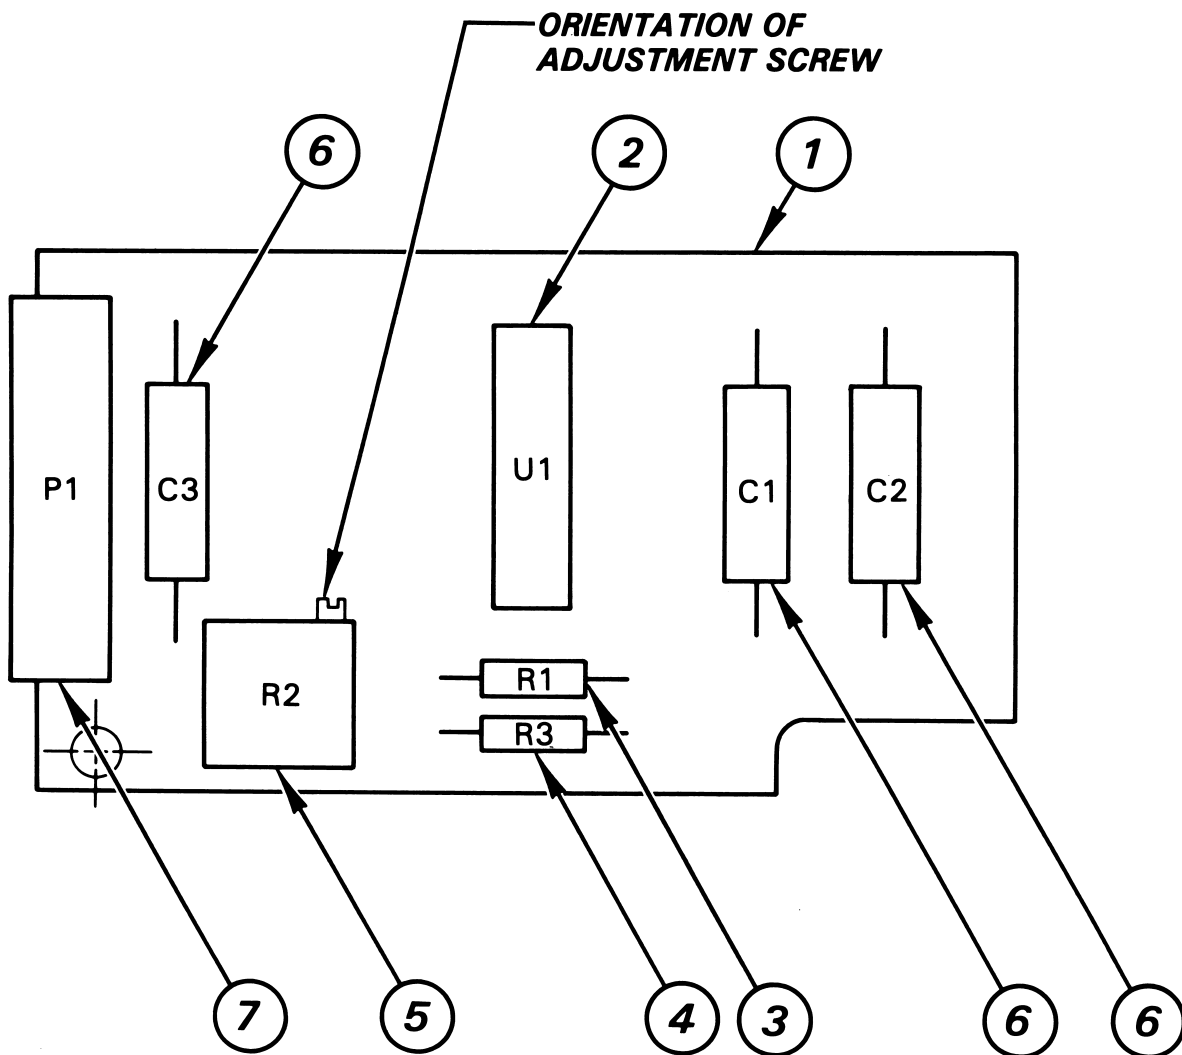 ORIENTATION OF
ADJUSTMENT SCREW
6
2
1
P1
C3
U1
C1
C2
R2
R1
R3
7
5
4
3
6
6